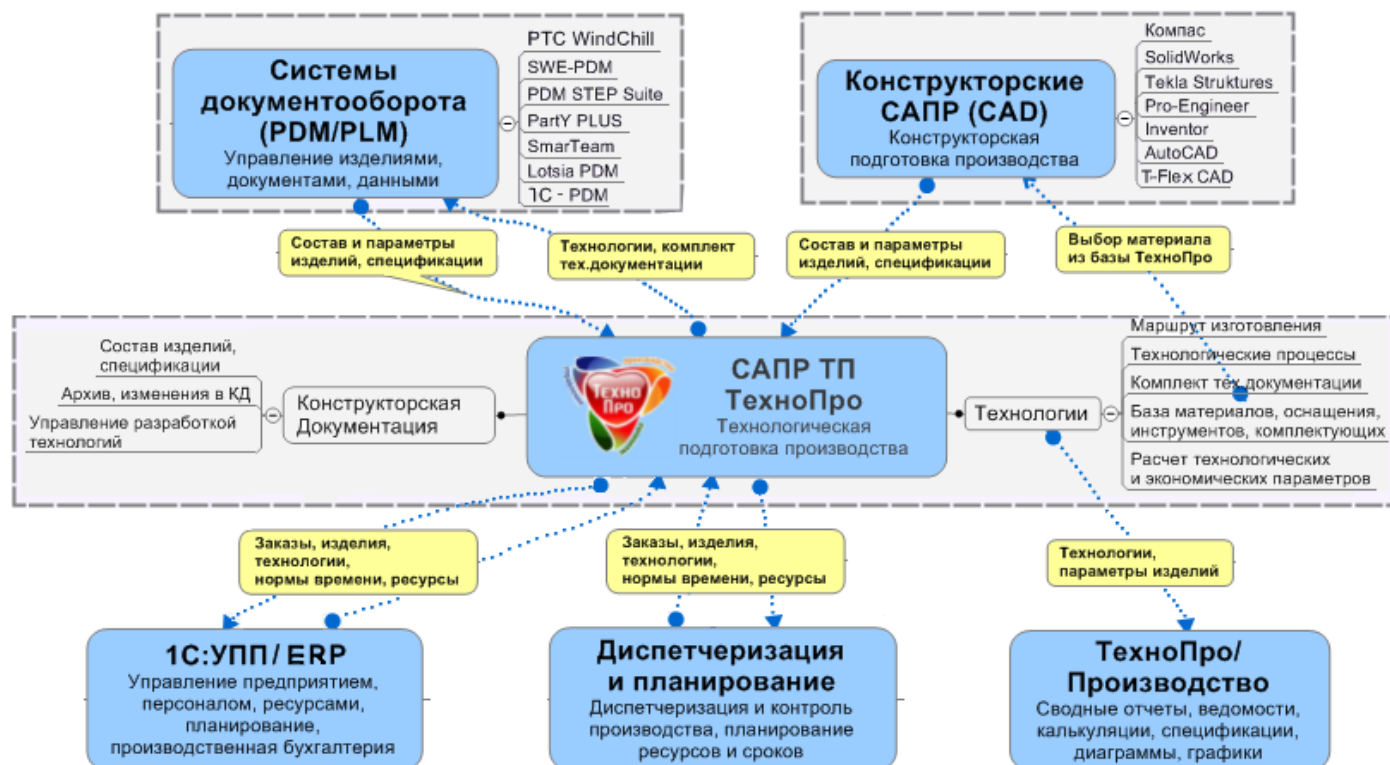 Системы
документооборота
(PDM/PLM)
Управление изделиями,
документами, данными
PTC WindChill
SWE-PDM
PDM STEP Suite
PartY PLUS
SmarTeam
Lotsia PDM
1C - PDM
Конструкторские
САПР (CAD)
Конструкторская
подготовка производства
Компас
SolidWorks
Tekla Struktures
Pro-Engineer
Inventor
AutoCAD
T-Flex CAD
Состав и параметры
изделий, спецификации
Технологии, комплект
тех.документации
Состав и параметры
изделий, спецификации
Выбор материала
из базы ТехноПро
Состав изделий,
спецификации
Архив, изменения в КД
Управление разработкой
технологий
Конструкторская
Документация
Техно
Про
САПР ТП
ТехноПро
Технологическая
подготовка производства
Технологии
Маршрут изготовления
Технологические процессы
Комплект тех.документации
База материалов, оснащения,
инструментов, комплектующих
Расчет технологических
и экономических параметров
Заказы, изделия,
технологии,
нормы времени, ресурсы
Заказы, изделия,
технологии,
нормы времени, ресурсы
Технологии,
параметры изделий
1С:УПП/ ERP
Управление предприятием,
персоналом, ресурсами,
планирование,
производственная бухгалтерия
Диспетчеризация
и планирование
Диспетчеризация и контроль
производства, планирование
ресурсов и сроков
ТехноПро/
Производство
Сводные отчеты, ведомости,
калькуляции, спецификации,
диаграммы, графики